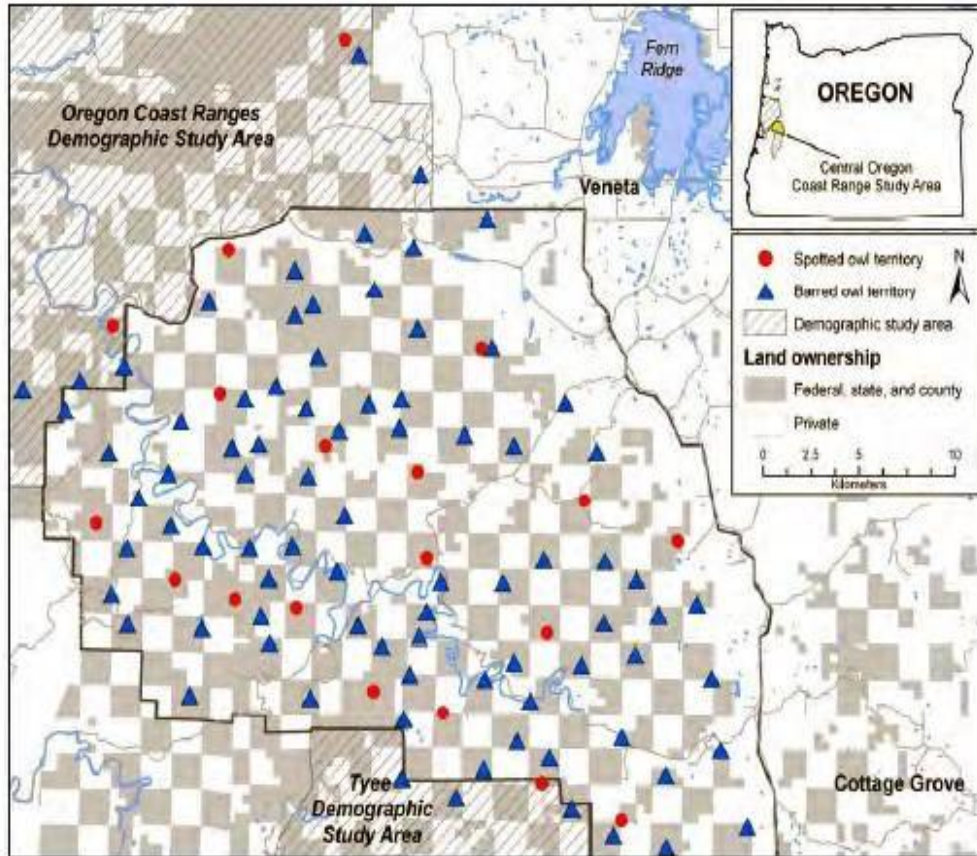 Fern
Ridge
Oregon Coast Ranges
Demographic Study Area
Veneta
OREGON
Central Oregon
Coast Range Study Area
Spotted owl territory
N
Barred owl territory
Demographic study area
Land ownership
Federal, state, and county
Private
0 2.5 5 10
Kilometers
Tyee
Demographic
Study Area
Cottage Grove